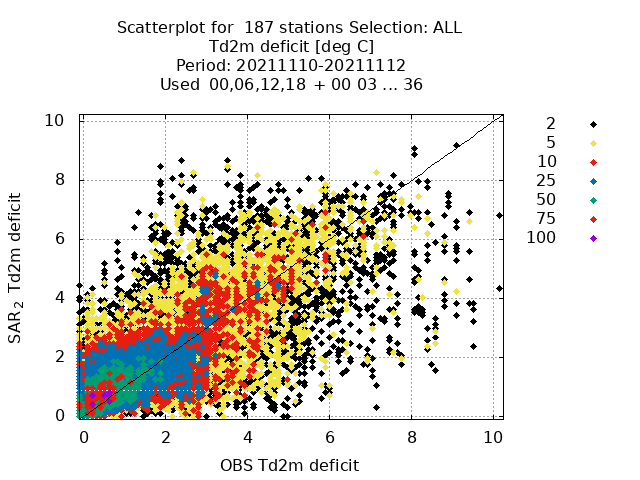 Scatterplot for  187 stations Selection: ALL
Td2m deficit [deg C]
Period: 20211110-20211112
Used  00,06,12,18 + 00 03 ... 36
10
8
6
4
2
0
SAR2  Td2m deficit
0 2 4 6 8 10
OBS Td2m deficit
2
5
10
25
50
75
100